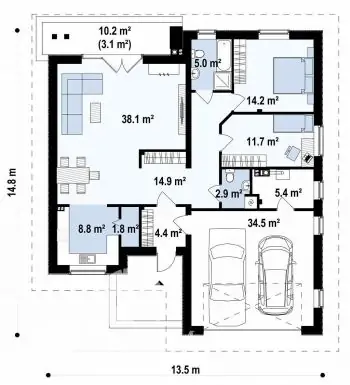 10.2 m²
(3.1 m²)
5.0 m²
14.2 m²
38.1 m²
11.7 m²
14.8 m
14.9 m²
2.9 m²
5.4 m²
8.8 m²
1.8 m²
4.4 m²
34.5 m²
13.5 m